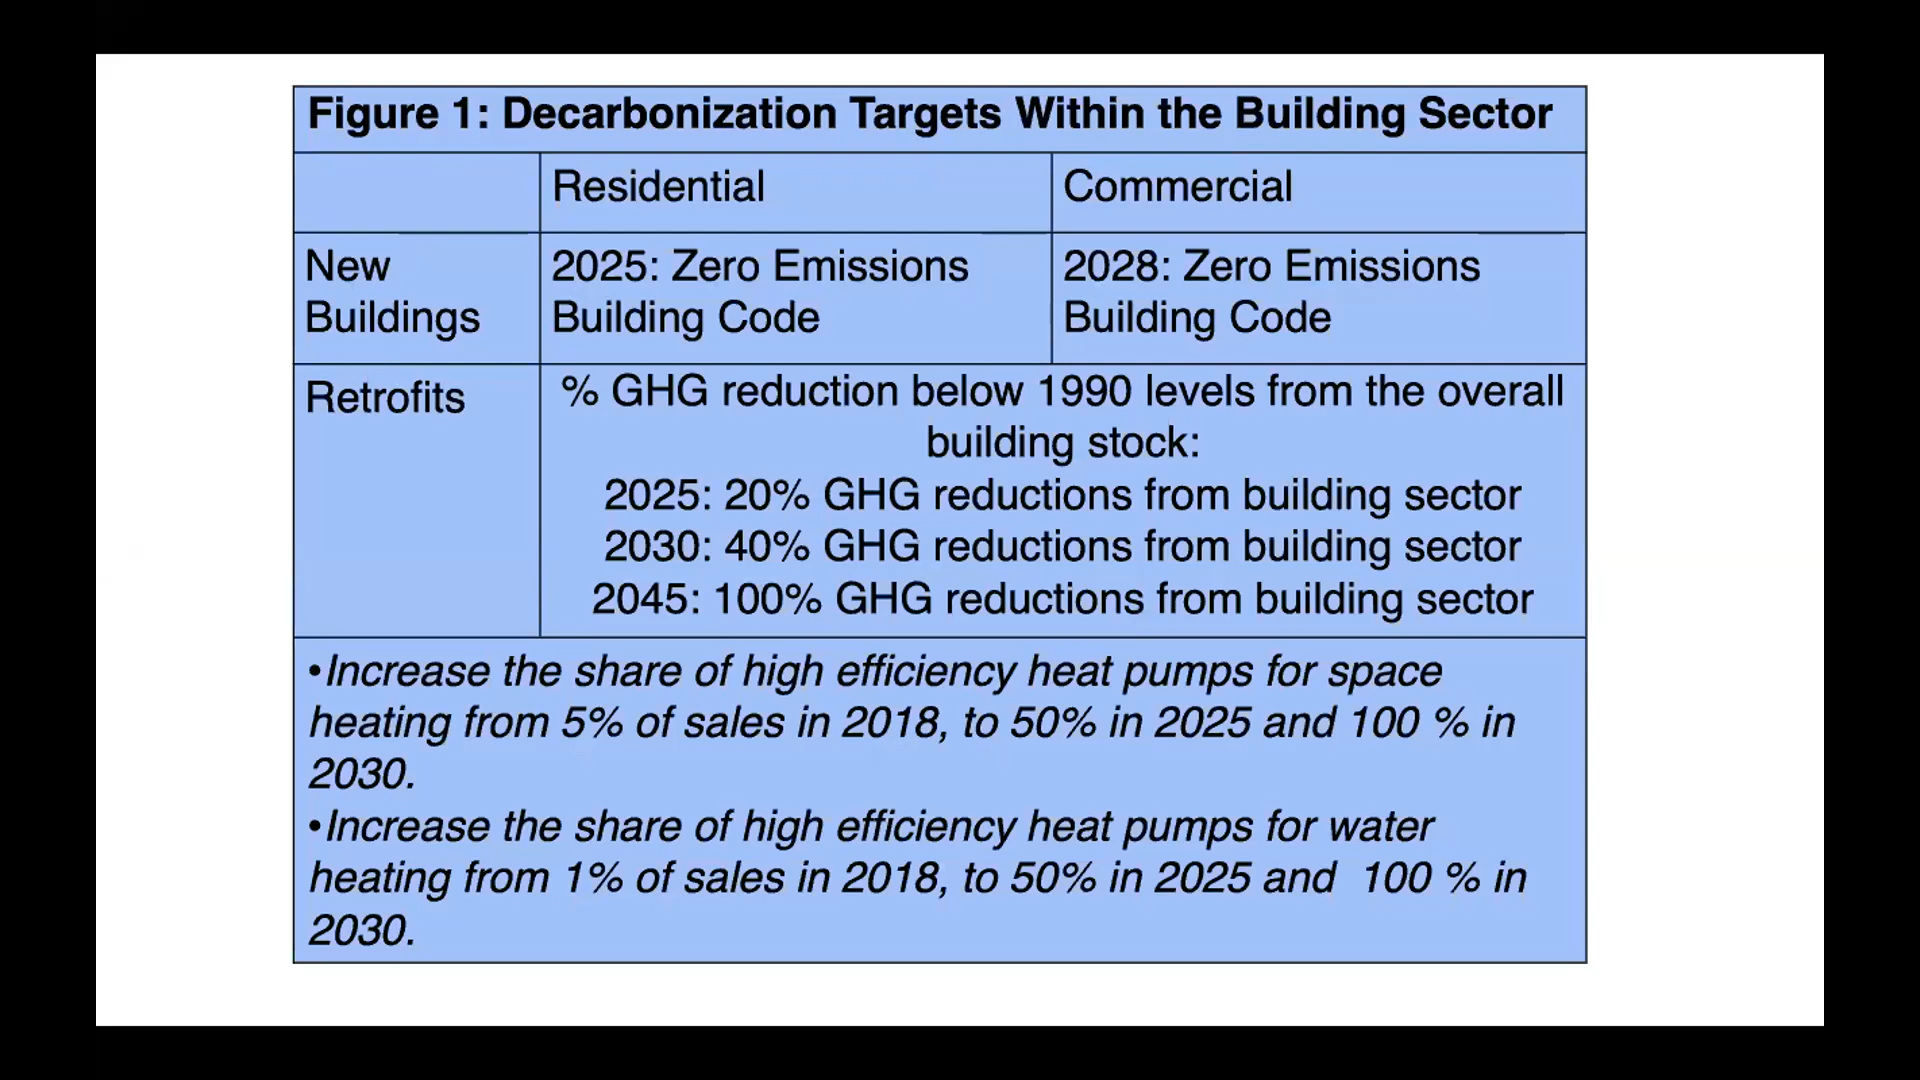 Figure 1: Decarbonization Targets Within the Building Sector
Residential
Commercial
New
Buildings
2025: Zero Emissions
Building Code
2028: Zero Emissions
Building Code
Retrofits
% GHG reduction below 1990 levels from the overall
building stock:
2025: 20% GHG reductions from building sector
2030: 40% GHG reductions from building sector
2045: 100% GHG reductions from building sector
•Increase the share of high efficiency heat pumps for space
heating from 5% of sales in 2018, to 50% in 2025 and 100 % in
2030.
•Increase the share of high efficiency heat pumps for water
heating from 1% of sales in 2018, to 50% in 2025 and  100 % in
2030.